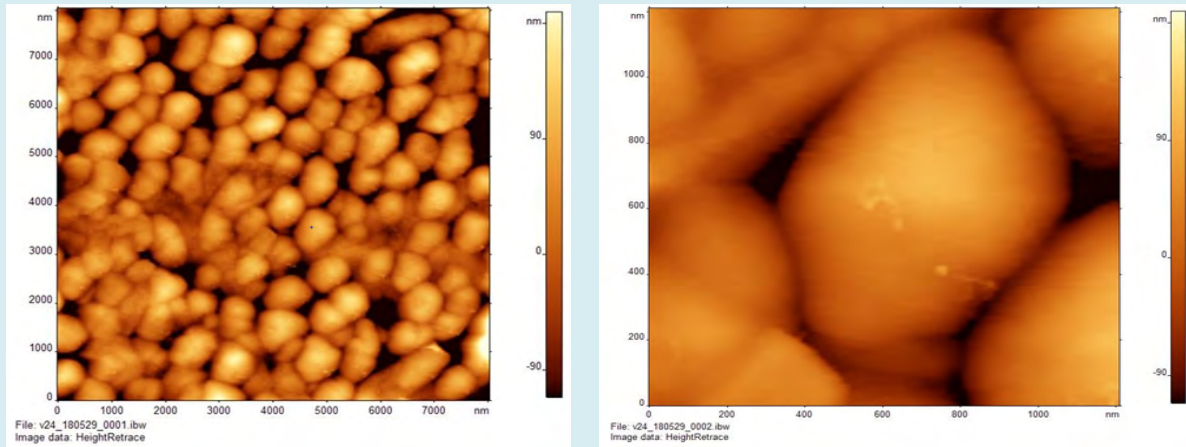 nm
7000
6000
5000
4000
3000
2000
1000
0
0 1000 2000 3000 4000 5000 6000 7000 nm
nm
90
0
-90
File: v24_180529_0001.ibw
Image data: HeightRetrace
nm
1000
800
600
400
200
0
0 200 400 600 800 1000 nm
nm
90
0
-90
File: v24_180529_0002.ibw
Image data: HeightRetrace